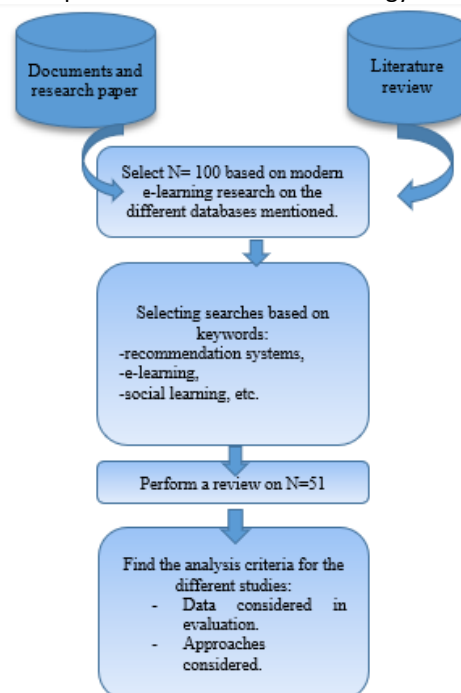 Documents and
research paper
Literature
review
Select N= 100 based on modern
e-learning research on the
different databases mentioned.
Selecting searches based on
keywords:
-recommendation systems,
-e-learning,
-social learning, etc.
Perform a review on N=51
Find the analysis criteria for the
different studies:
- Data considered in
evaluation.
- Approaches
considered.